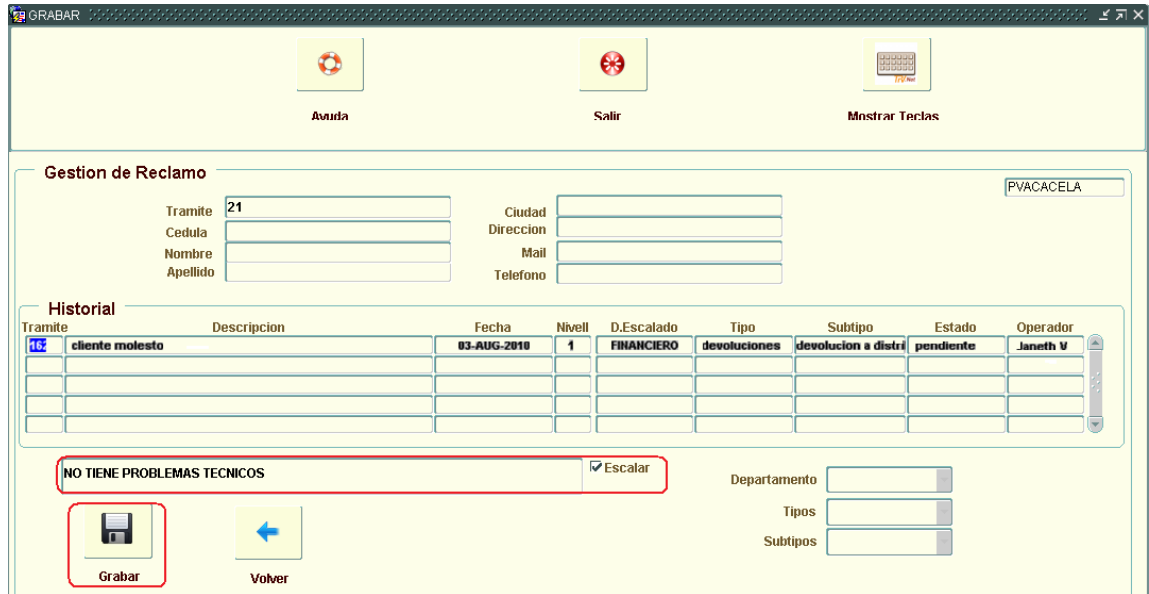 GRABAR
Ayuda Salir Mostrar Teclas
Gestion de Reclamo
PVACACELA
Tramite 21 Ciudad
Cedula Direccion
Nombre Mail
Apellido Telefono
Historial
Tramite Descripcion Fecha Nivell D.Escalado Tipo Subtipo Estado Operador
162 cliente molesto 03-AUG-2010 1 FINANCIERO devoluciones devolucion a distri pendiente Janeth V
NO TIENE PROBLEMAS TECNICOS Escalar
Departamento
Tipos
Subtipos
Grabar Volver